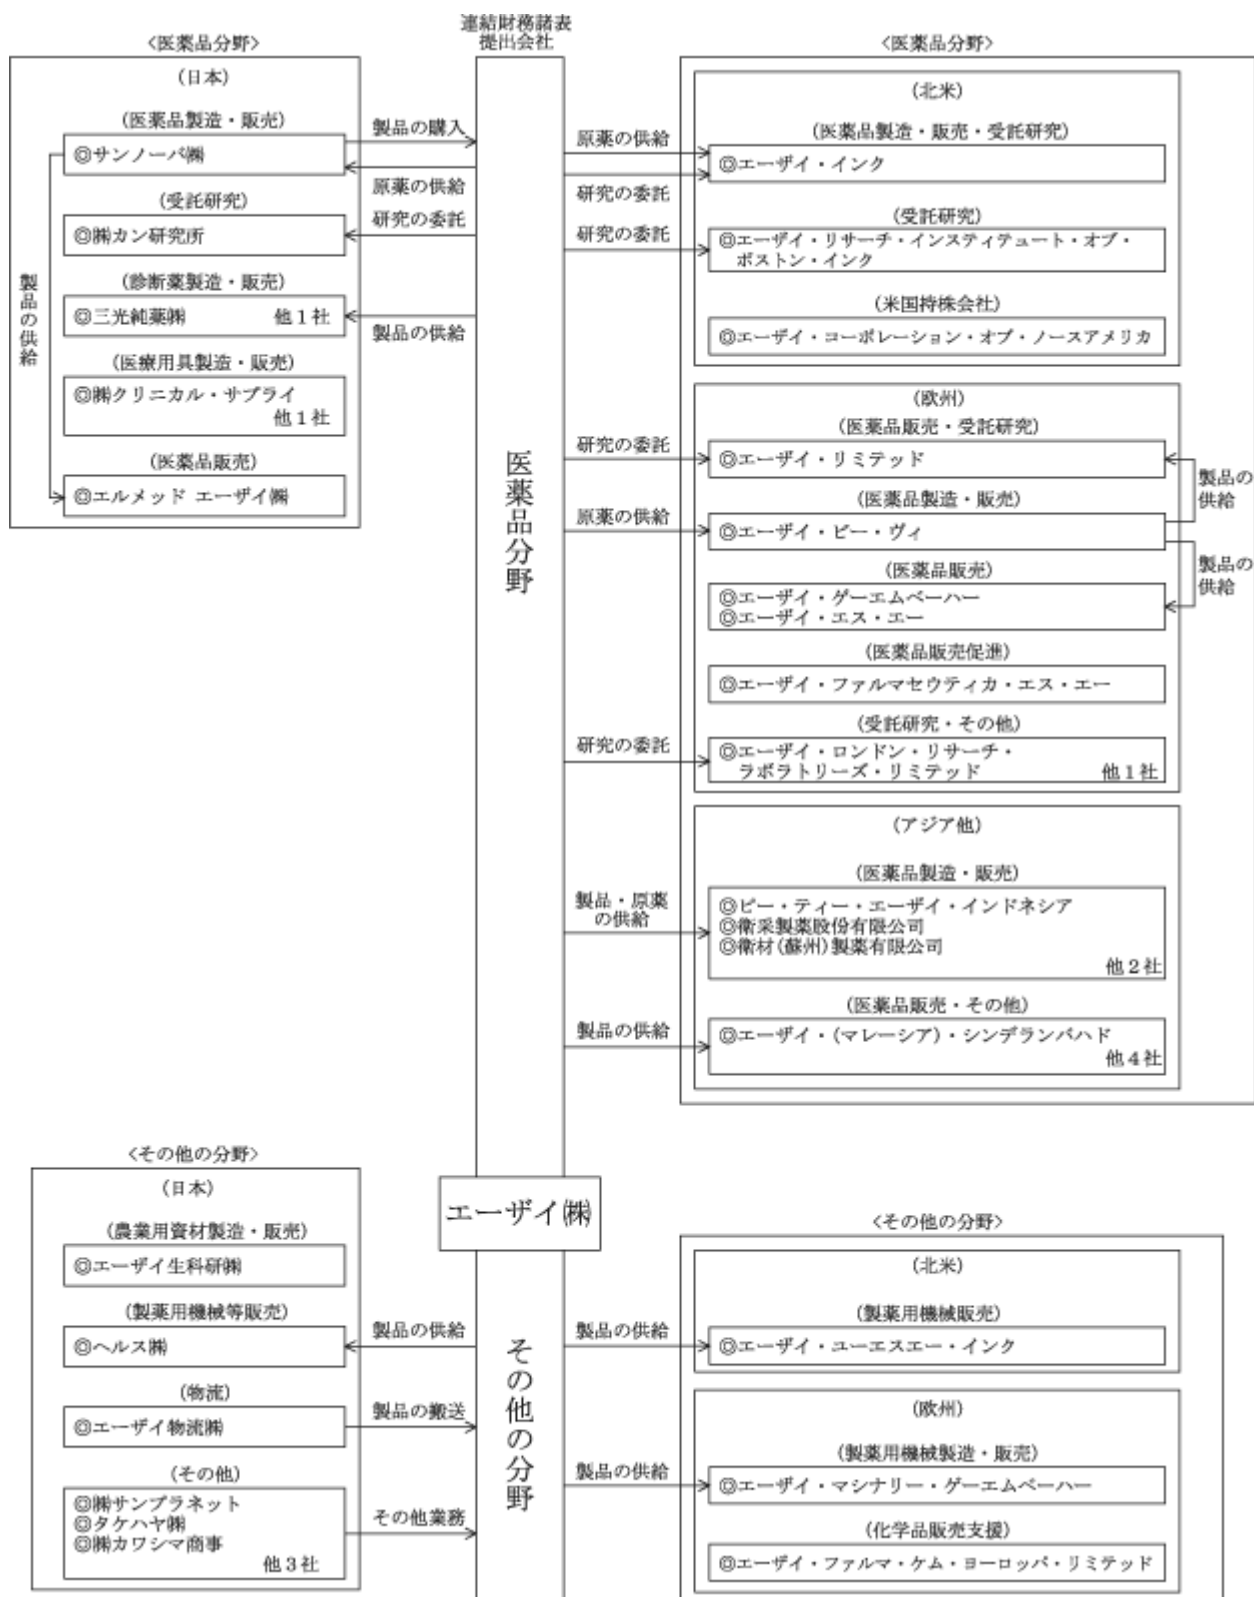 連結財務諸表
提出会社
<医薬品分野>
(日本)
(医薬品製造・販売)
◎サンノーバ㈱
(受託研究)
◎㈱カン研究所
(診断薬製造・販売)
◎三光純薬㈱ 他1社
(医療用具製造・販売)
◎㈱クリニカル・サプライ
他1社
(医薬品販売)
◎エルメッド エーザイ㈱
製品の供給
製品の購入
原薬の供給
研究の委託
製品の供給
医薬品分野
原薬の供給
研究の委託
研究の委託
研究の委託
原薬の供給
研究の委託
製品・原薬
の供給
製品の供給
<医薬品分野>
(北米)
(医薬品製造・販売・受託研究)
◎エーザイ・インク
(受託研究)
◎エーザイ・リサーチ・インスティテュート・オブ・
ボストン・インク
(米国持株会社)
◎エーザイ・コーポレーション・オブ・ノースアメリカ
(欧州)
(医薬品販売・受託研究)
◎エーザイ・リミテッド
(医薬品製造・販売)
◎エーザイ・ビー・ヴィ
(医薬品販売)
◎エーザイ・ゲーエムベーハー
◎エーザイ・エス・エー
(医薬品販売促進)
◎エーザイ・ファルマセウティカ・エス・エー
(受託研究・その他)
◎エーザイ・ロンドン・リサーチ・
ラボラトリーズ・リミテッド 他1社
製品の
供給
製品の
供給
(アジア他)
(医薬品製造・販売)
◎ピー・ティー・エーザイ・インドネシア
◎衛采製薬股份有限公司
◎衛材(蘇州)製薬有限公司
他2社
(医薬品販売・その他)
◎エーザイ・(マレーシア)・シンデランバハド
他4社
エーザイ㈱
<その他の分野>
(日本)
(農業用資材製造・販売)
◎エーザイ生科研㈱
(製薬用機械等販売)
◎ヘルス㈱
(物流)
◎エーザイ物流㈱
(その他)
◎㈱サンプラネット
◎タケハヤ㈱
◎㈱カワシマ商事
他3社
製品の供給
製品の搬送
その他業務
その他の分野
製品の供給
製品の供給
<その他の分野>
(北米)
(製薬用機械販売)
◎エーザイ・ユーエスエー・インク
(欧州)
(製薬用機械製造・販売)
◎エーザイ・マシナリー・ゲーエムベーハー
(化学品販売支援)
◎エーザイ・ファルマ・ケム・ヨーロッパ・リミテッド